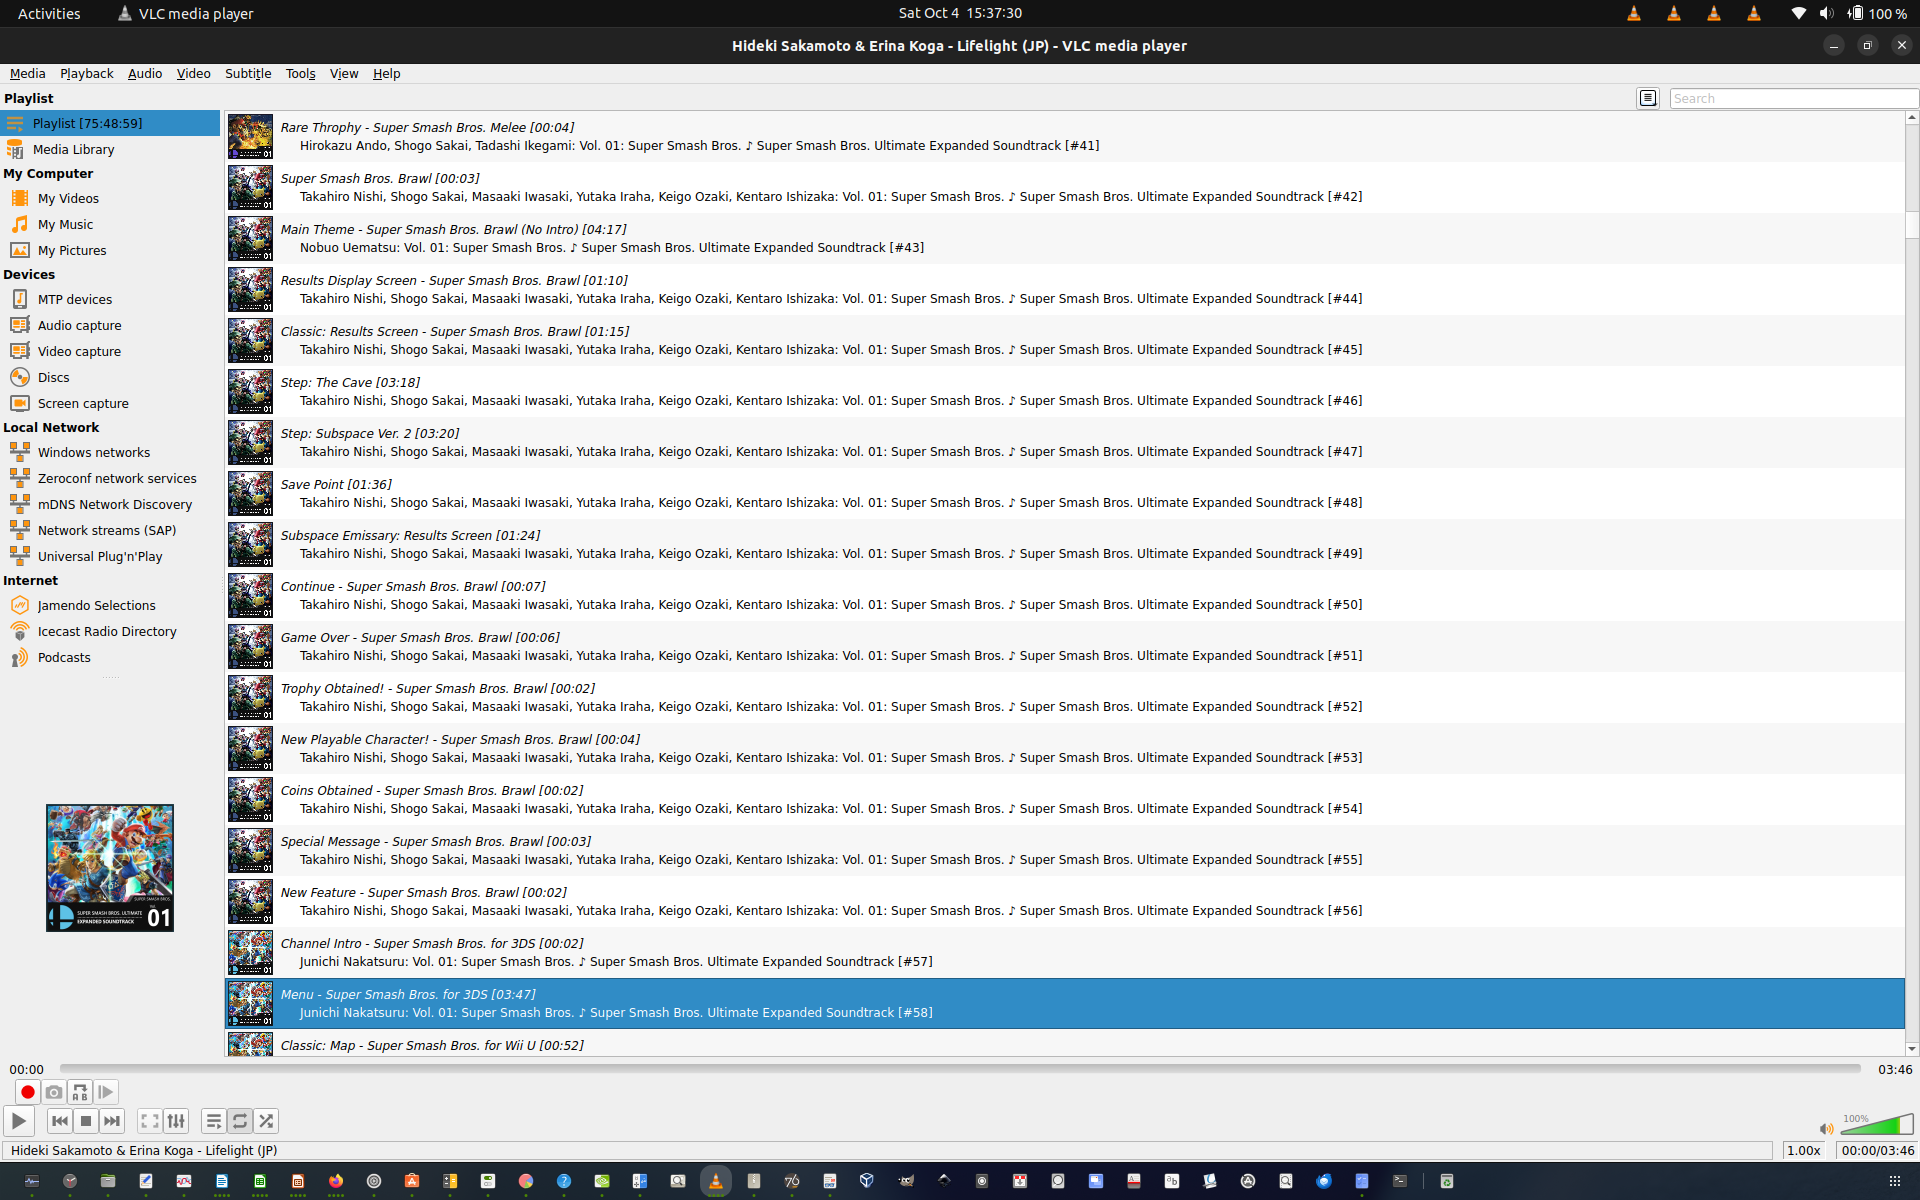 Activities
VLC media player
Sat Oct 4 15:37:30
100 %
Hideki Sakamoto & Erina Koga - Lifelight (JP) - VLC media player
Media Playback Audio Video Subtitle Tools View Help
Playlist
Search
Playlist [75:48:59]
Media Library
My Computer
My Videos
My Music
My Pictures
Devices
MTP devices
Audio capture
Video capture
Discs
Screen capture
Local Network
Windows networks
Zeroconf network services
mDNS Network Discovery
Network streams (SAP)
Universal Plug'n'Play
Internet
Jamendo Selections
Icecast Radio Directory
Podcasts
SUPER SMASH BROS.
SUPER SMASH BROS. ULTIMATE
EXPANDED SOUNDTRACK
01
Rare Throphy - Super Smash Bros. Melee [00:04]
Hirokazu Ando, Shogo Sakai, Tadashi Ikegami: Vol. 01: Super Smash Bros. ♪ Super Smash Bros. Ultimate Expanded Soundtrack [#41]
Super Smash Bros. Brawl [00:03]
Takahiro Nishi, Shogo Sakai, Masaaki Iwasaki, Yutaka Iraha, Keigo Ozaki, Kentaro Ishizaka: Vol. 01: Super Smash Bros. ♪ Super Smash Bros. Ultimate Expanded Soundtrack [#42]
Main Theme - Super Smash Bros. Brawl (No Intro) [04:17]
Nobuo Uematsu: Vol. 01: Super Smash Bros. ♪ Super Smash Bros. Ultimate Expanded Soundtrack [#43]
Results Display Screen - Super Smash Bros. Brawl [01:10]
Takahiro Nishi, Shogo Sakai, Masaaki Iwasaki, Yutaka Iraha, Keigo Ozaki, Kentaro Ishizaka: Vol. 01: Super Smash Bros. ♪ Super Smash Bros. Ultimate Expanded Soundtrack [#44]
Classic: Results Screen - Super Smash Bros. Brawl [01:15]
Takahiro Nishi, Shogo Sakai, Masaaki Iwasaki, Yutaka Iraha, Keigo Ozaki, Kentaro Ishizaka: Vol. 01: Super Smash Bros. ♪ Super Smash Bros. Ultimate Expanded Soundtrack [#45]
Step: The Cave [03:18]
Takahiro Nishi, Shogo Sakai, Masaaki Iwasaki, Yutaka Iraha, Keigo Ozaki, Kentaro Ishizaka: Vol. 01: Super Smash Bros. ♪ Super Smash Bros. Ultimate Expanded Soundtrack [#46]
Step: Subspace Ver. 2 [03:20]
Takahiro Nishi, Shogo Sakai, Masaaki Iwasaki, Yutaka Iraha, Keigo Ozaki, Kentaro Ishizaka: Vol. 01: Super Smash Bros. ♪ Super Smash Bros. Ultimate Expanded Soundtrack [#47]
Save Point [01:36]
Takahiro Nishi, Shogo Sakai, Masaaki Iwasaki, Yutaka Iraha, Keigo Ozaki, Kentaro Ishizaka: Vol. 01: Super Smash Bros. ♪ Super Smash Bros. Ultimate Expanded Soundtrack [#48]
Subspace Emissary: Results Screen [01:24]
Takahiro Nishi, Shogo Sakai, Masaaki Iwasaki, Yutaka Iraha, Keigo Ozaki, Kentaro Ishizaka: Vol. 01: Super Smash Bros. ♪ Super Smash Bros. Ultimate Expanded Soundtrack [#49]
Continue - Super Smash Bros. Brawl [00:07]
Takahiro Nishi, Shogo Sakai, Masaaki Iwasaki, Yutaka Iraha, Keigo Ozaki, Kentaro Ishizaka: Vol. 01: Super Smash Bros. ♪ Super Smash Bros. Ultimate Expanded Soundtrack [#50]
Game Over - Super Smash Bros. Brawl [00:06]
Takahiro Nishi, Shogo Sakai, Masaaki Iwasaki, Yutaka Iraha, Keigo Ozaki, Kentaro Ishizaka: Vol. 01: Super Smash Bros. ♪ Super Smash Bros. Ultimate Expanded Soundtrack [#51]
Trophy Obtained! - Super Smash Bros. Brawl [00:02]
Takahiro Nishi, Shogo Sakai, Masaaki Iwasaki, Yutaka Iraha, Keigo Ozaki, Kentaro Ishizaka: Vol. 01: Super Smash Bros. ♪ Super Smash Bros. Ultimate Expanded Soundtrack [#52]
New Playable Character! - Super Smash Bros. Brawl [00:04]
Takahiro Nishi, Shogo Sakai, Masaaki Iwasaki, Yutaka Iraha, Keigo Ozaki, Kentaro Ishizaka: Vol. 01: Super Smash Bros. ♪ Super Smash Bros. Ultimate Expanded Soundtrack [#53]
Coins Obtained - Super Smash Bros. Brawl [00:02]
Takahiro Nishi, Shogo Sakai, Masaaki Iwasaki, Yutaka Iraha, Keigo Ozaki, Kentaro Ishizaka: Vol. 01: Super Smash Bros. ♪ Super Smash Bros. Ultimate Expanded Soundtrack [#54]
Special Message - Super Smash Bros. Brawl [00:03]
Takahiro Nishi, Shogo Sakai, Masaaki Iwasaki, Yutaka Iraha, Keigo Ozaki, Kentaro Ishizaka: Vol. 01: Super Smash Bros. ♪ Super Smash Bros. Ultimate Expanded Soundtrack [#55]
New Feature - Super Smash Bros. Brawl [00:02]
Takahiro Nishi, Shogo Sakai, Masaaki Iwasaki, Yutaka Iraha, Keigo Ozaki, Kentaro Ishizaka: Vol. 01: Super Smash Bros. ♪ Super Smash Bros. Ultimate Expanded Soundtrack [#56]
Channel Intro - Super Smash Bros. for 3DS [00:02]
Junichi Nakatsuru: Vol. 01: Super Smash Bros. ♪ Super Smash Bros. Ultimate Expanded Soundtrack [#57]
Menu - Super Smash Bros. for 3DS [03:47]
Junichi Nakatsuru: Vol. 01: Super Smash Bros. ♪ Super Smash Bros. Ultimate Expanded Soundtrack [#58]
Classic: Map - Super Smash Bros. for Wii U [00:52]
00:00
03:46
100%
Hideki Sakamoto & Erina Koga - Lifelight (JP)
1.00x
00:00/03:46